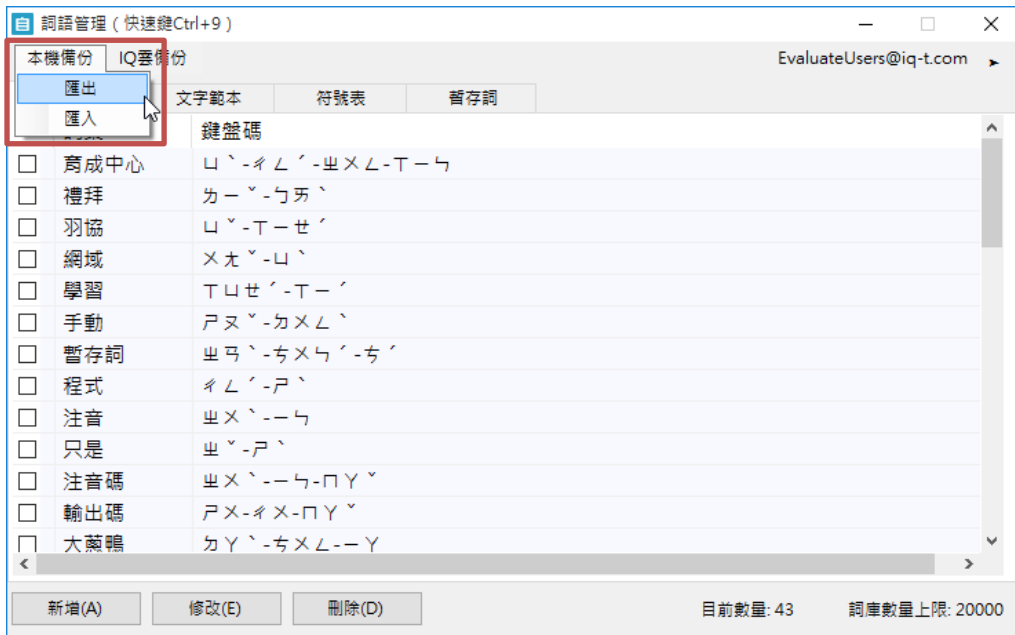 自 詞語管理（快速鍵Ctrl+9）
本機備份 IQ雲備份 EvaluateUsers@iq-t.com
匯出
匯入
文字範本 符號表 暫存詞
鍵盤碼
育成中心 ㄩˋ-ㄔㄥˊ-ㄓㄨㄥ-ㄒㄧㄣ
禮拜 ㄌㄧˇ-ㄅㄞˋ
羽協 ㄩˇ-ㄒㄧㄝˊ
網域 ㄨㄤˇ-ㄩˋ
學習 ㄒㄩㄝˊ-ㄒㄧˊ
手動 ㄕㄡˇ-ㄉㄨㄥˋ
暫存詞 ㄓㄢˋ-ㄘㄨㄣˊ-ㄘˊ
程式 ㄔㄥˊ-ㄕˋ
注音 ㄓㄨˋ-ㄧㄣ
只是 ㄓˇ-ㄕˋ
注音碼 ㄓㄨˋ-ㄧㄣ-ㄇㄚˇ
輸出碼 ㄕㄨ-ㄔㄨ-ㄇㄚˇ
大蔥鴨 ㄉㄚˋ-ㄘㄨㄥ-ㄧㄚ
新增(A) 修改(E) 刪除(D) 目前數量: 43 詞庫數量上限: 20000